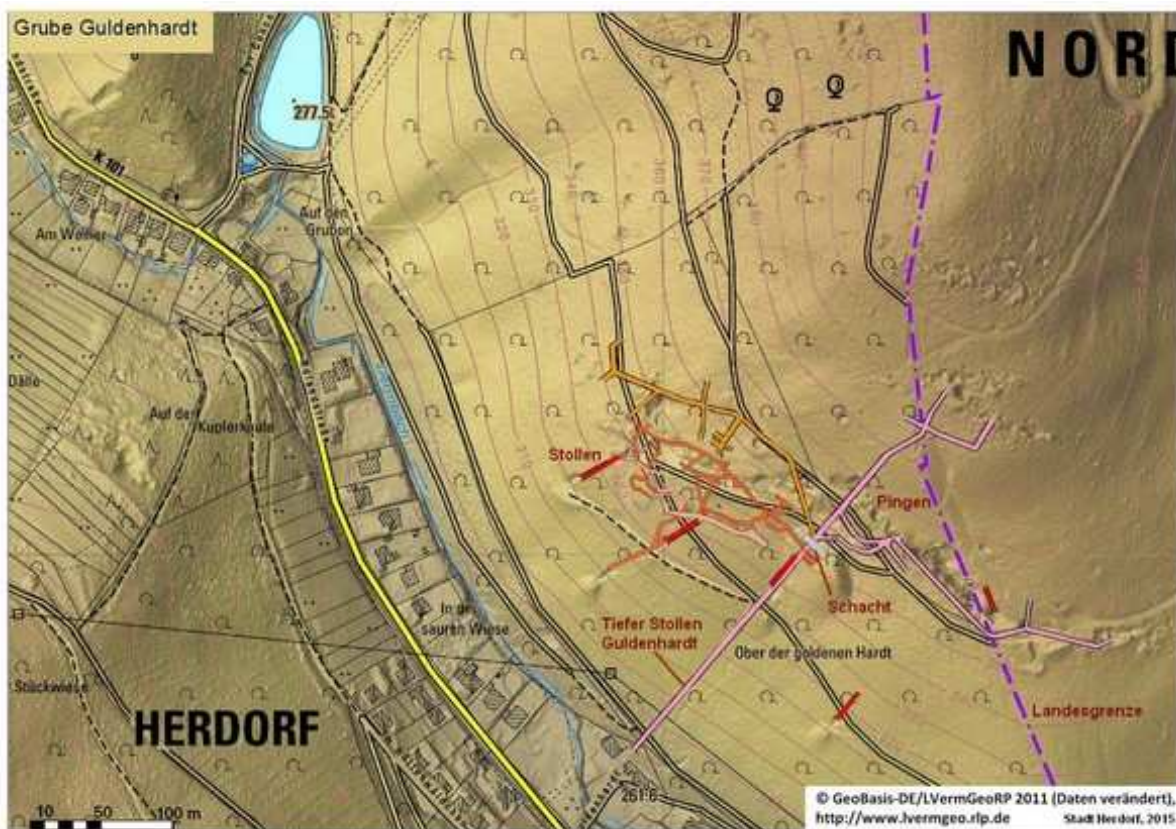 Grube Guldenhardt
NORD
277.5
K 101
Auf den
Gruben
Am Weiher
Dälle
Auf der
Kupferkaule
Stollen
Pingen
In der
sauren Wiese
Schacht
Tiefer Stollen
Guldenhardt
Ober der goldenen Hardt
Stückwiese
HERDORF
Landesgrenze
261.6
10 50 100 m
© GeoBasis-DE/LVermGeoRP 2011 (Daten verändert),
http://www.lvermgeo.rlp.de Stadt Herdorf, 2012